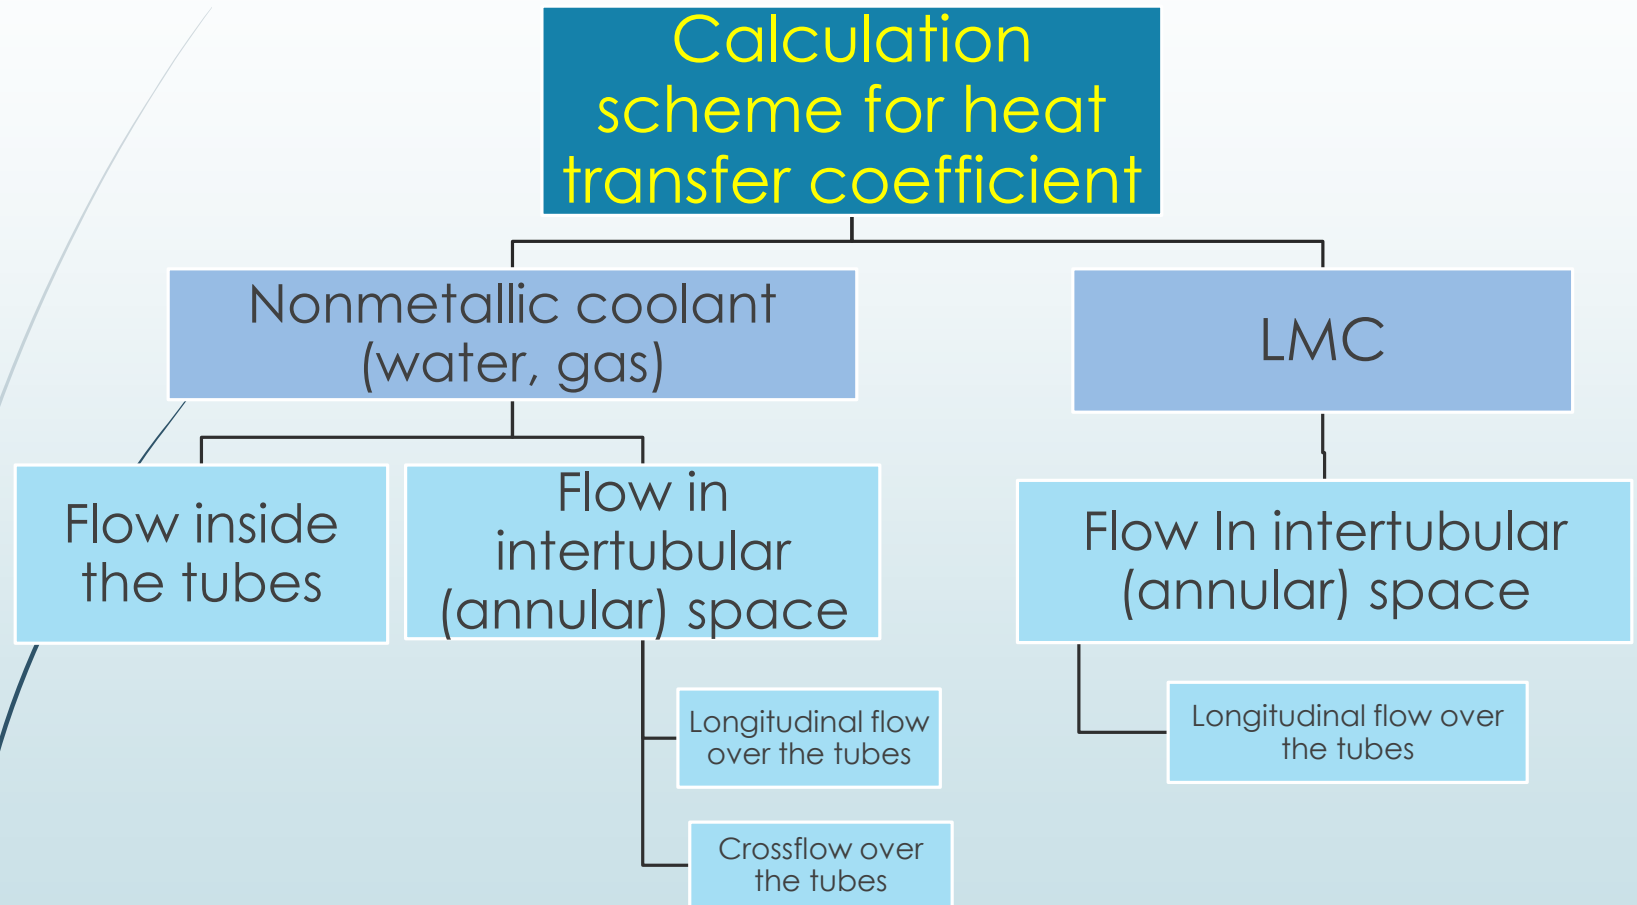 Calculation
scheme for heat
transfer coefficient
Nonmetallic coolant
(water, gas)
LMC
Flow inside
the tubes
Flow in
intertubular
(annular) space
Flow In intertubular
(annular) space
Longitudinal flow
over the tubes
Longitudinal flow over
the tubes
Crossflow over
the tubes